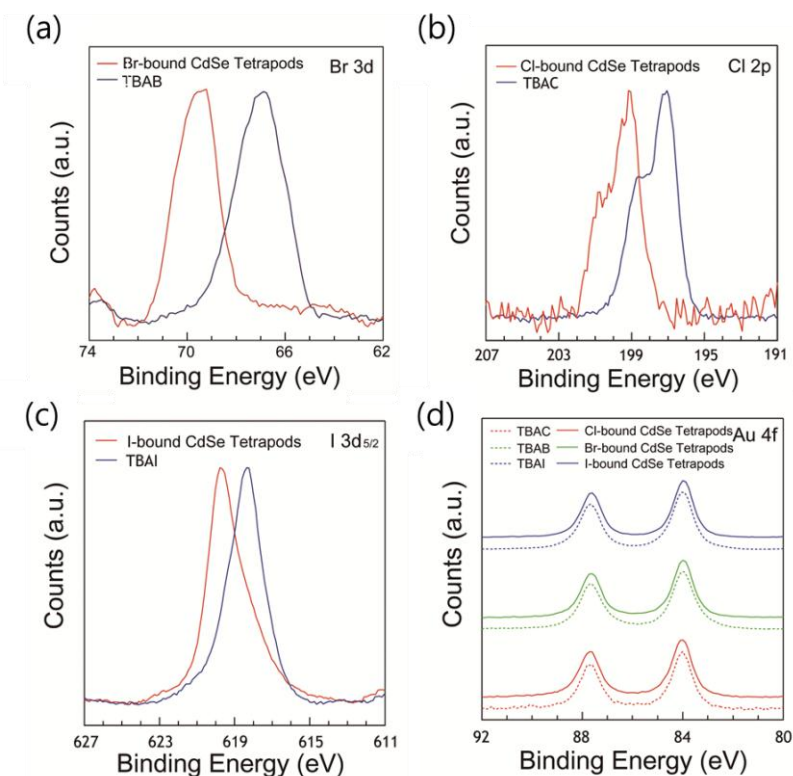 (a)
Br-bound CdSe Tetrapods
TBAB
Br 3d
Counts (a.u.)
74 70 66 62
Binding Energy (eV)
(b)
Cl-bound CdSe Tetrapods
TBAC
Cl 2p
Counts (a.u.)
207 203 199 195 191
Binding Energy (eV)
(c)
I-bound CdSe Tetrapods
TBAI
I 3d5/2
Counts (a.u.)
627 623 619 615 611
Binding Energy (eV)
(d)
TBAC Cl-bound CdSe Tetrapods
TBAB Br-bound CdSe Tetrapods
TBAI I-bound CdSe Tetrapods
Au 4f
Counts (a.u.)
92 88 84 80
Binding Energy (eV)